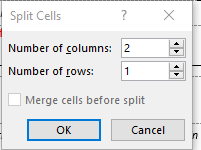 Split Cells ? ×
Number of columns: 2
Number of rows: 1
Merge cells before split
OK Cancel